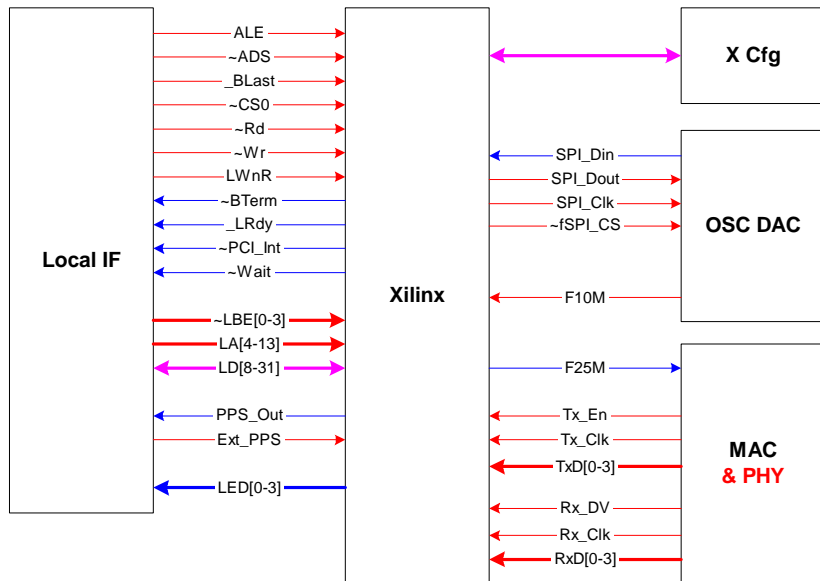 ALE
~ADS
_BLast
~CS0
~Rd
~Wr
LWnR
~BTerm
_LRdy
~PCI_Int
~Wait
~LBE[0-3]
LA[4-13]
LD[8-31]
PPS_Out
Ext_PPS
LED[0-3]
Local IF
Xilinx
X Cfg
SPI_Din
SPI_Dout
SPI_Clk
~fSPI_CS
F10M
OSC DAC
F25M
Tx_En
Tx_Clk
TxD[0-3]
Rx_DV
Rx_Clk
RxD[0-3]
MAC
& PHY